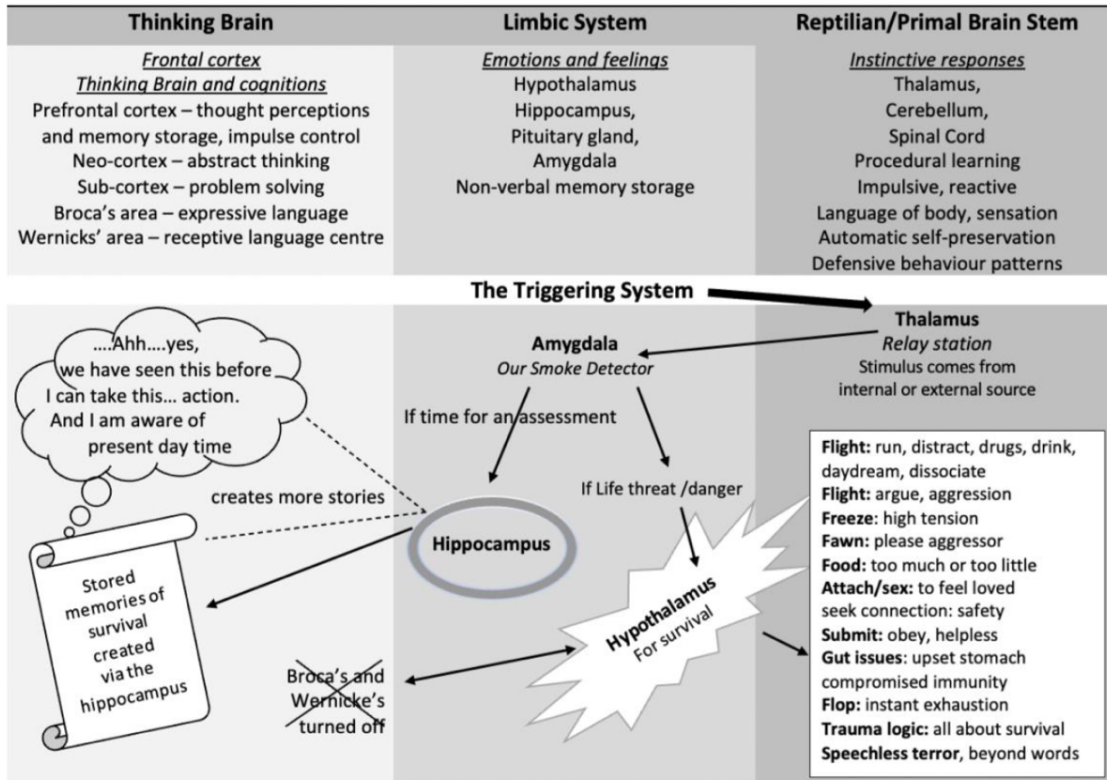 Thinking Brain
Frontal cortex
Thinking Brain and cognitions
Prefrontal cortex – thought perceptions
and memory storage, impulse control
Neo-cortex – abstract thinking
Sub-cortex – problem solving
Broca's area – expressive language
Wernicks' area – receptive language centre
Limbic System
Emotions and feelings
Hypothalamus
Hippocampus,
Pituitary gland,
Amygdala
Non-verbal memory storage
Reptilian/Primal Brain Stem
Instinctive responses
Thalamus,
Cerebellum,
Spinal Cord
Procedural learning
Impulsive, reactive
Language of body, sensation
Automatic self-preservation
Defensive behaviour patterns
The Triggering System
Thalamus
Relay station
Stimulus comes from
internal or external source
Amygdala
Our Smoke Detector
If time for an assessment
If Life threat /danger
Hippocampus
....Ahh....yes,
we have seen this before
I can take this... action.
And I am aware of
present day time
creates more stories
Stored
memories of
survival
created
via the
hippocampus
Broca's and
Wernicke's
turned off
Hypothalamus
For survival
Flight: run, distract, drugs, drink,
daydream, dissociate
Flight: argue, aggression
Freeze: high tension
Fawn: please aggressor
Food: too much or too little
Attach/sex: to feel loved
seek connection: safety
Submit: obey, helpless
Gut issues: upset stomach
compromised immunity
Flop: instant exhaustion
Trauma logic: all about survival
Speechless terror, beyond words